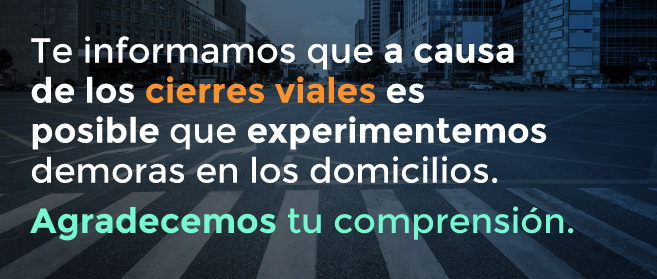 Te informamos que a causa
de los cierres viales es
posible que experimentemos
demoras en los domicilios.
Agradecemos tu comprensión.